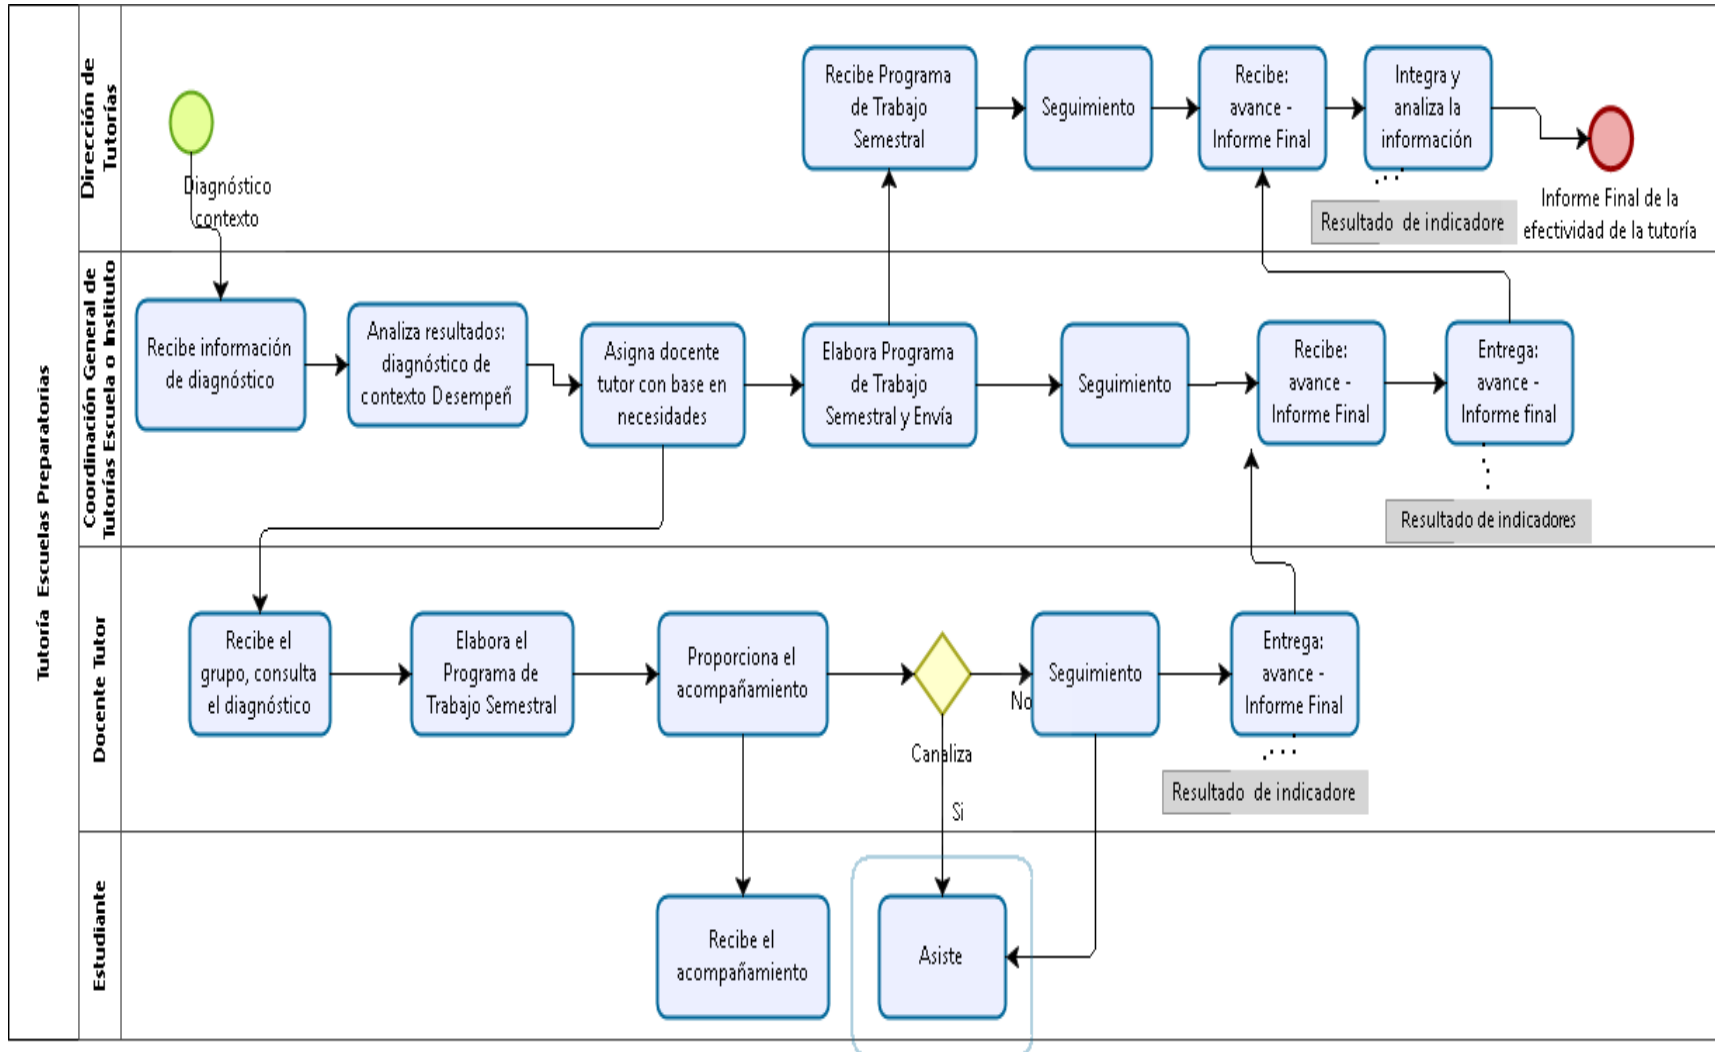 Tutoría Escuelas Preparatorias
Dirección de
Tutorías
Diagnóstico
contexto
Recibe Programa
de Trabajo
Semestral
Seguimiento
Recibe:
avance -
Informe Final
Integra y
analiza la
información
Resultado de indicadore
Informe Final de la
efectividad de la tutoría
Coordinación General de
Tutorías Escuela o Instituto
Recibe información
de diagnóstico
Analiza resultados:
diagnóstico de
contexto Desempeñ
Asigna docente
tutor con base en
necesidades
Elabora Programa
de Trabajo
Semestral y Envía
Seguimiento
Recibe:
avance -
Informe Final
Entrega:
avance -
Informe final
Resultado de indicadores
Docente Tutor
Recibe el
grupo, consulta
el diagnóstico
Elabora el
Programa de
Trabajo Semestral
Proporciona el
acompañamiento
Canaliza
No
Si
Seguimiento
Entrega:
avance -
Informe Final
Resultado de indicadore
Estudiante
Recibe el
acompañamiento
Asiste